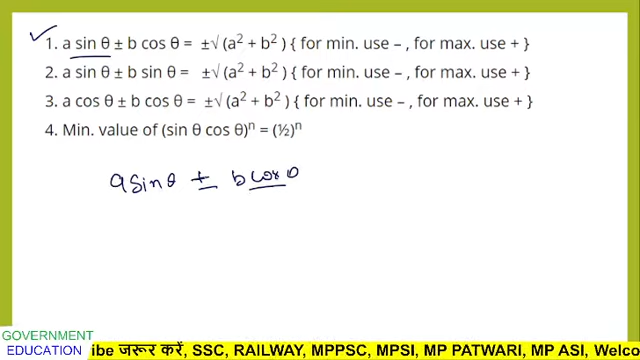 1. a sin θ ± b cos θ = ±√ (a² + b² ) { for min. use – , for max. use + }
2. a sin θ ± b sin θ = ±√ (a² + b² ) { for min. use – , for max. use + }
3. a cos θ ± b cos θ = ±√ (a² + b² ) { for min. use – , for max. use + }
4. Min. value of (sin θ cos θ)ⁿ = (½)ⁿ
a sin θ ± b cos θ
GOVERNMENT
EDUCATION
ibe जरूर करें, SSC, RAILWAY, MPPSC, MPSI, MP PATWARI, MP ASI, Welco